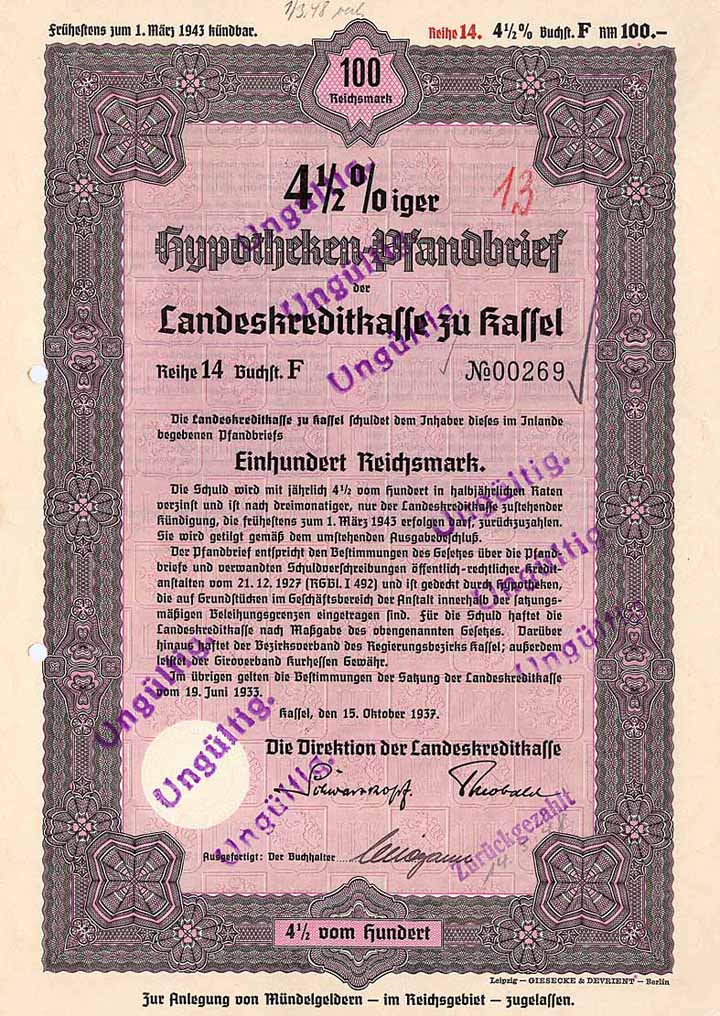 1/3.48 verl.
Frühestens zum 1. März 1943 kündbar.
Reihe 14. 4½% Buchst. F RM 100.–
100
Reichsmark
4½%iger
13
Hypotheken-Pfandbrief
der
Landeskreditkasse zu Kassel
Reihe 14 Buchst. F
№00269
Die Landeskreditkasse zu Kassel schuldet dem Inhaber dieses im Inlande
begebenen Pfandbriefs
Einhundert Reichsmark.
Die Schuld wird mit jährlich 4½ vom Hundert in halbjährlichen Raten
verzinst und ist nach dreimonatiger, nur der Landeskreditkasse zustehender
Kündigung, die frühestens zum 1. März 1943 erfolgen darf, zurückzuzahlen.
Sie wird getilgt gemäß dem umstehenden Ausgabebeschluß.
Der Pfandbrief entspricht den Bestimmungen des Gesetzes über die Pfand-
briefe und verwandten Schuldverschreibungen öffentlich-rechtlicher Kredit-
anstalten vom 21. 12. 1927 (RGBl. I 492) und ist gedeckt durch Hypotheken,
die auf Grundstücken im Geschäftsbereich der Anstalt innerhalb der satzungs-
mäßigen Beleihungsgrenzen eingetragen sind. Für die Schuld haftet die
Landeskreditkasse nach Maßgabe des obengenannten Gesetzes. Darüber
hinaus haftet der Bezirksverband des Regierungsbezirks Kassel; außerdem
leistet der Giroverband Kurhessen Gewähr.
Im übrigen gelten die Bestimmungen der Satzung der Landeskreditkasse
vom 19. Juni 1933.
Kassel, den 15. Oktober 1937.
Die Direktion der Landeskreditkasse
Schwarzkopf. Theobald
Ausgefertigt: Der Buchhalter
Zurückgezahlt
Ungültig.
Ungültig.
Ungültig.
Ungültig.
Ungültig.
Ungültig.
Ungültig.
Ungültig.
Ungültig.
4½ vom Hundert
Leipzig – GIESECKE & DEVRIENT – Berlin
Zur Anlegung von Mündelgeldern – im Reichsgebiet – zugelassen.